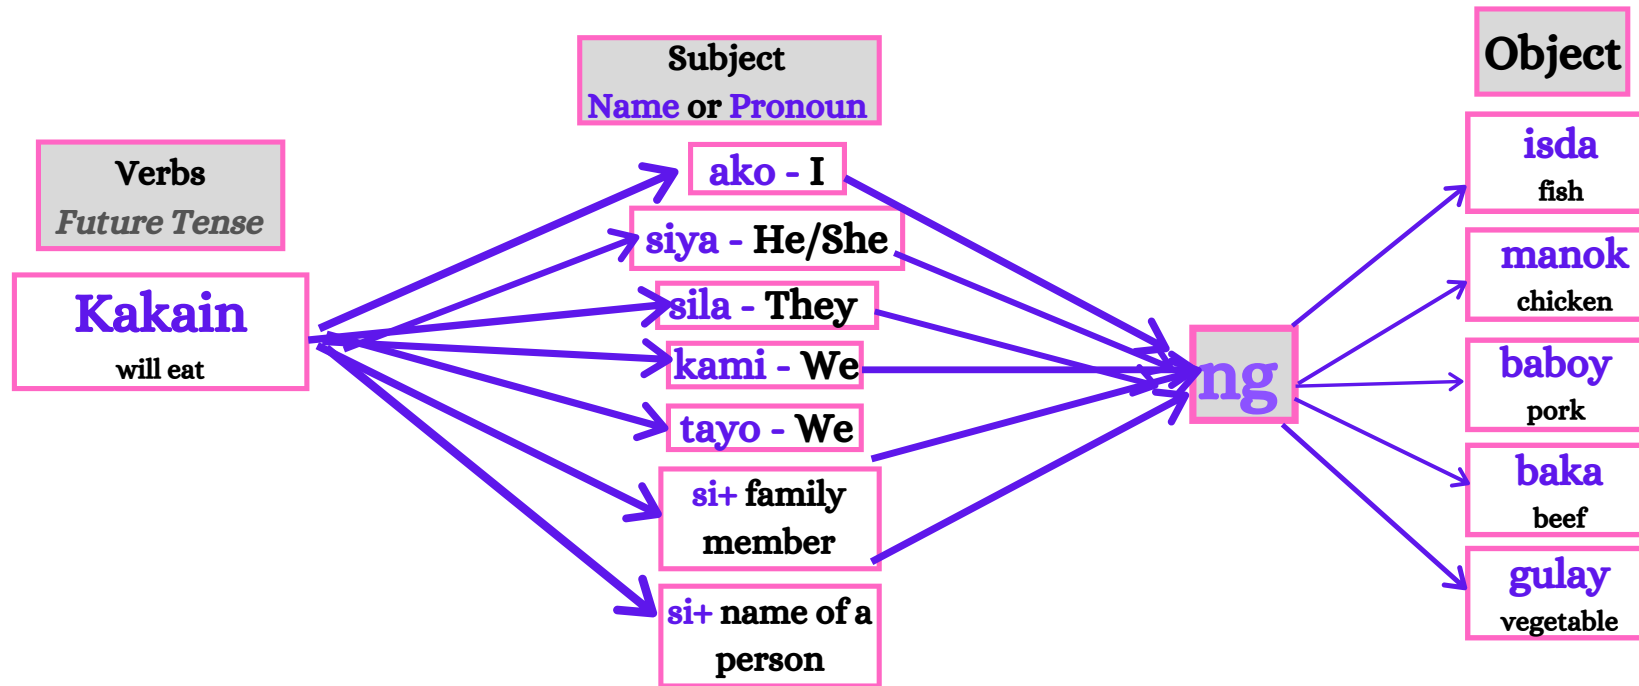 Verbs
Future Tense
Kakain
will eat
Subject
Name or Pronoun
ako - I
siya - He/She
sila - They
kami - We
tayo - We
si+ family
member
si+ name of a
person
ng
Object
isda
fish
manok
chicken
baboy
pork
baka
beef
gulay
vegetable